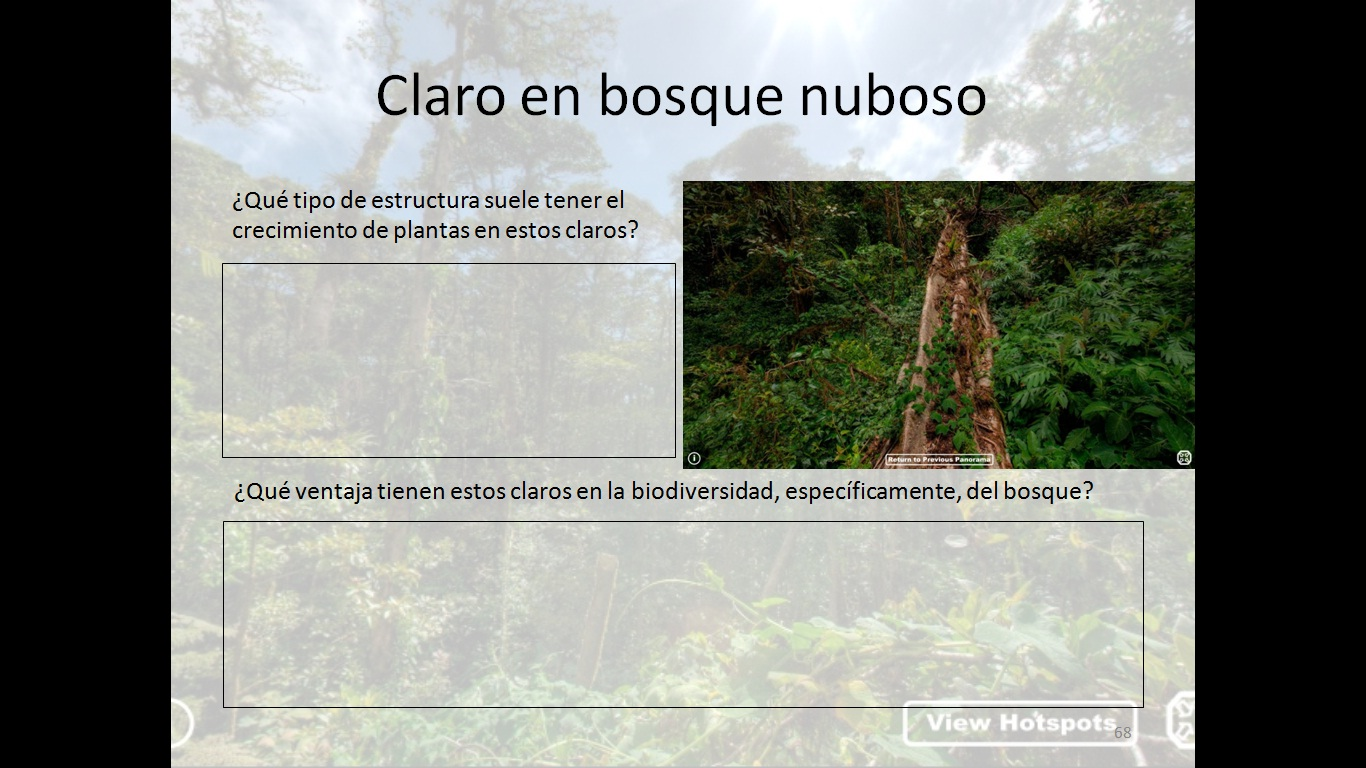 Claro en bosque nuboso
¿Qué tipo de estructura suele tener el
crecimiento de plantas en estos claros?
Return to Previous Panorama
¿Qué ventaja tienen estos claros en la biodiversidad, específicamente, del bosque?
View Hotspots
68